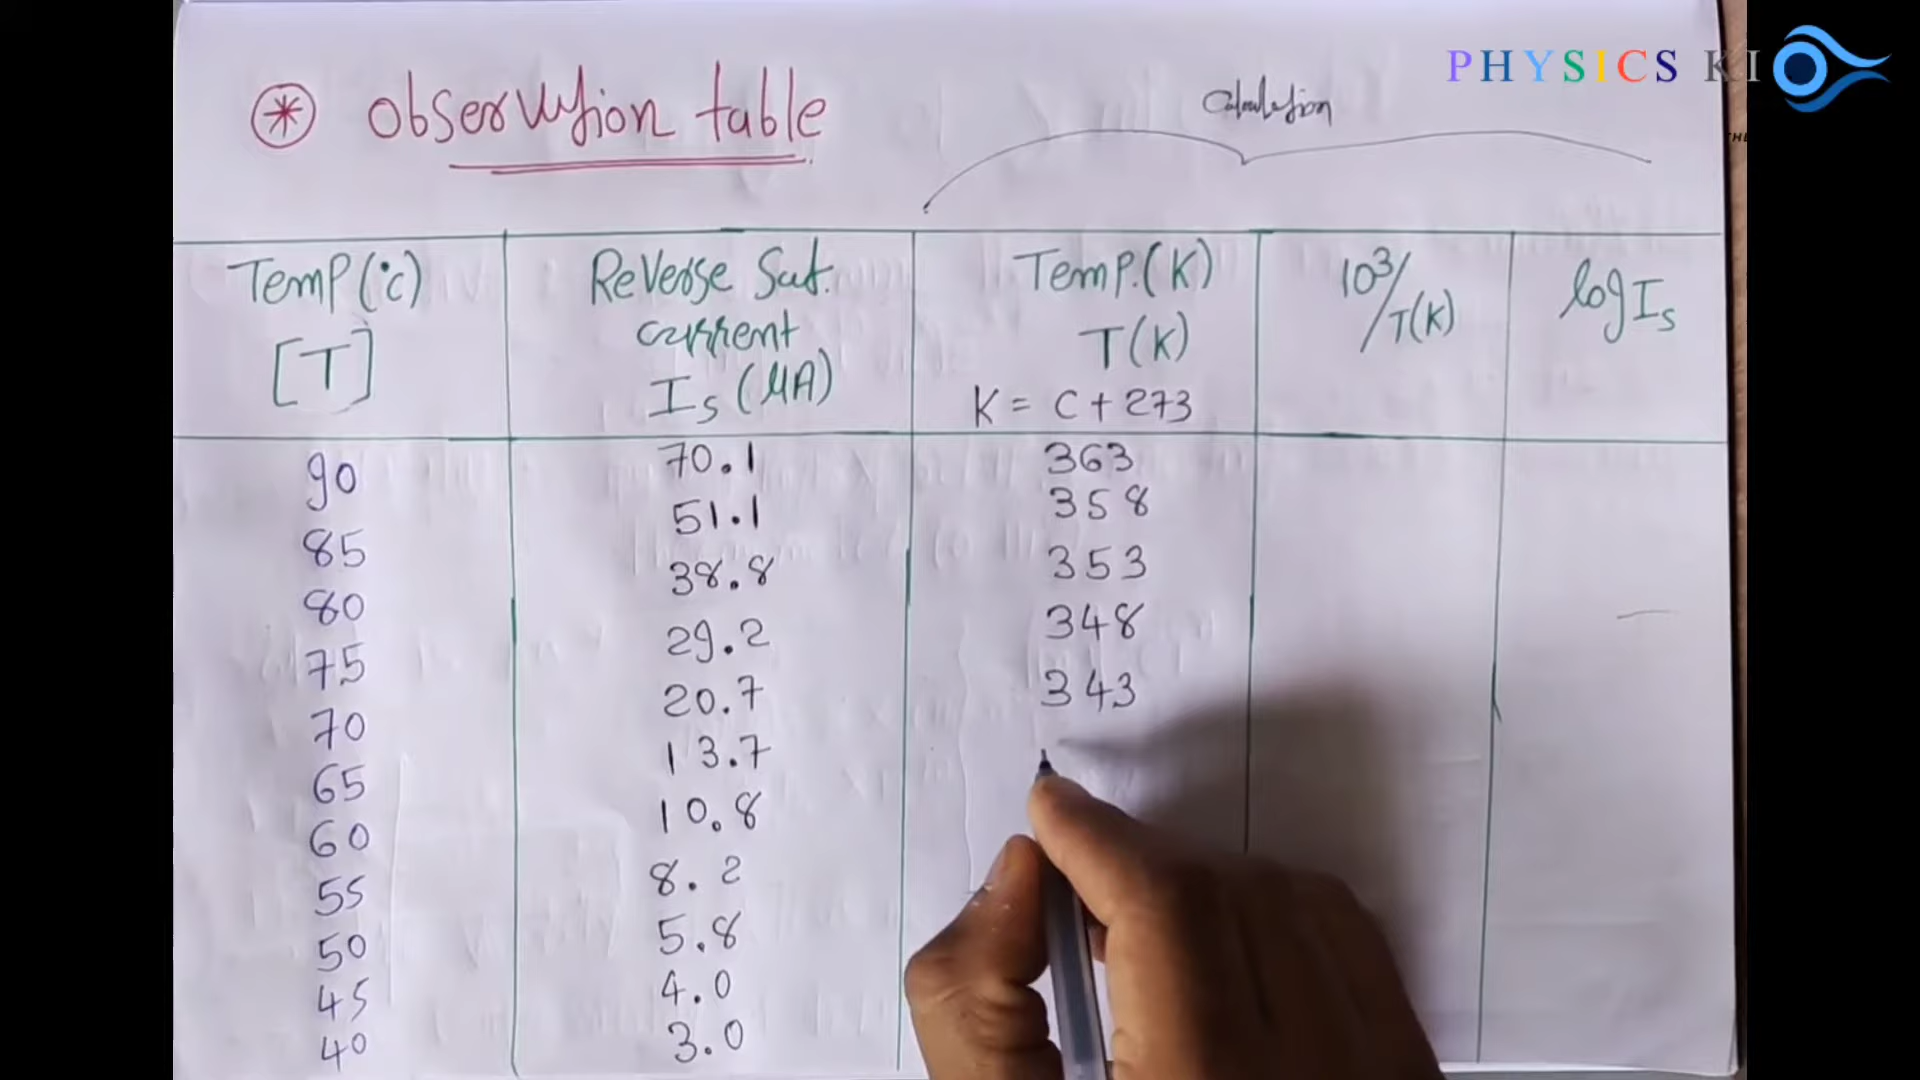 PHYSICS KI
THE
* Observation table
Calculation
Temp(°c) [T]
Reverse Sat. current Is (μA)
Temp.(K) T(K) K = C + 273
10³/T(K)
log Is
90 70.1 363
85 51.1 358
80 38.8 353
75 29.2 348
70 20.7 343
65 13.7
60 10.8
55 8.2
50 5.8
45 4.0
40 3.0